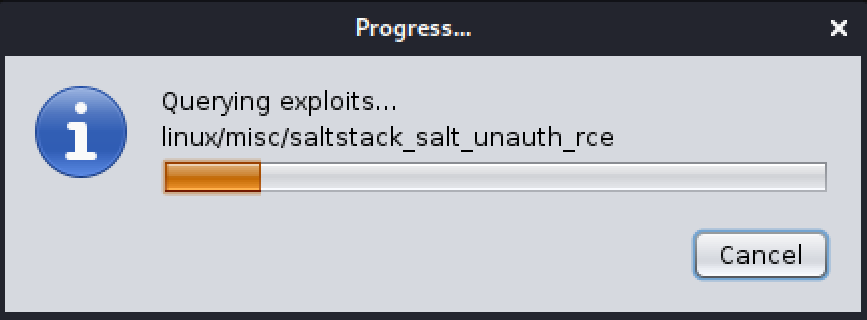 Progress...
Querying exploits...
linux/misc/saltstack_salt_unauth_rce
Cancel